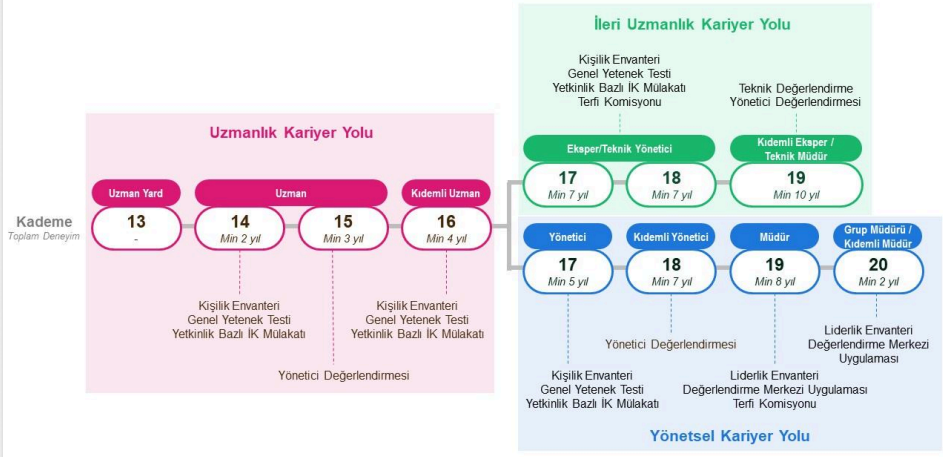 İleri Uzmanlık Kariyer Yolu
Kişilik Envanteri
Genel Yetenek Testi
Yetkinlik Bazlı İK Mülakatı
Terfi Komisyonu
Teknik Değerlendirme
Yönetici Değerlendirmesi
Eksper/Teknik Yönetici
Kıdemli Eksper /
Teknik Müdür
17
Min 7 yıl
18
Min 7 yıl
19
Min 10 yıl
Uzmanlık Kariyer Yolu
Uzman Yard
Uzman
Kıdemli Uzman
Kademe
Toplam Deneyim
13
-
14
Min 2 yıl
15
Min 3 yıl
16
Min 4 yıl
Kişilik Envanteri
Genel Yetenek Testi
Yetkinlik Bazlı İK Mülakatı
Kişilik Envanteri
Genel Yetenek Testi
Yetkinlik Bazlı İK Mülakatı
Yönetici Değerlendirmesi
Yönetici
Kıdemli Yönetici
Müdür
Grup Müdürü /
Kıdemli Müdür
17
Min 5 yıl
18
Min 7 yıl
19
Min 8 yıl
20
Min 2 yıl
Kişilik Envanteri
Genel Yetenek Testi
Yetkinlik Bazlı İK Mülakatı
Yönetici Değerlendirmesi
Liderlik Envanteri
Değerlendirme Merkezi Uygulaması
Terfi Komisyonu
Liderlik Envanteri
Değerlendirme Merkezi
Uygulaması
Yönetsel Kariyer Yolu